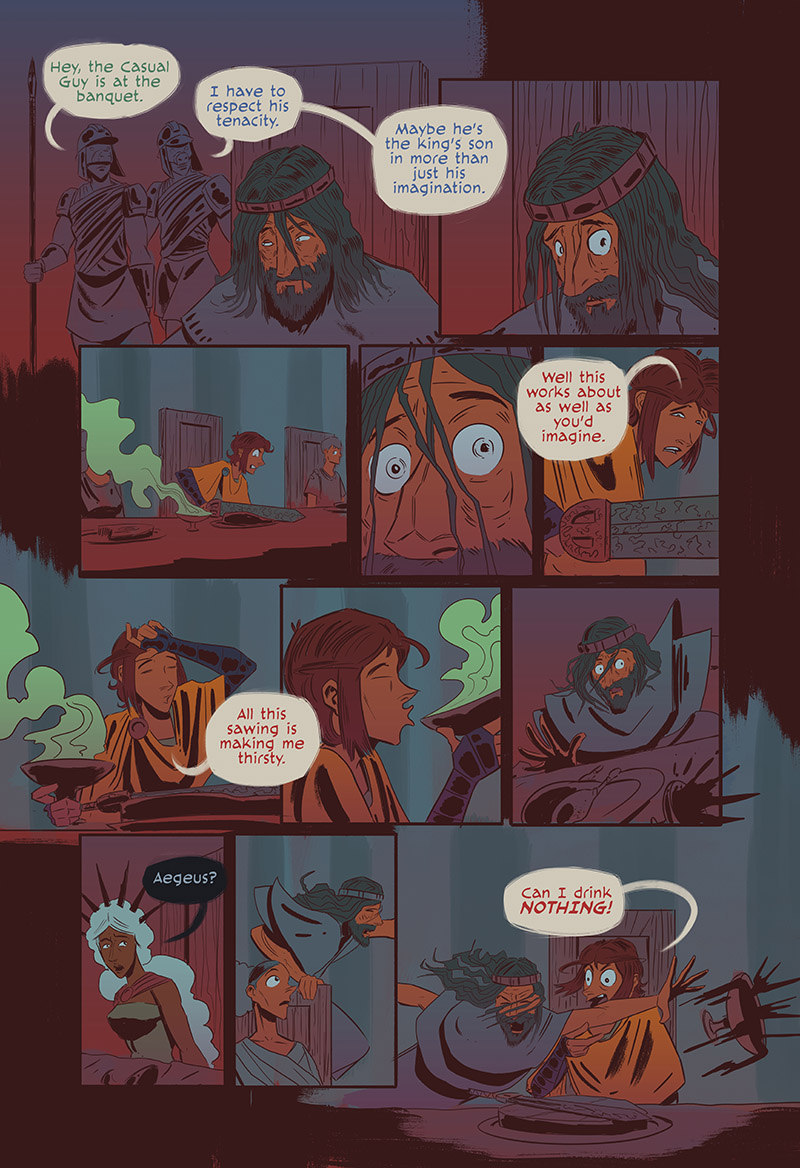 Hey, the Casual
Guy is at the
banquet.
I have to
respect his
tenacity.
Maybe he's
the king's son
in more than
just his
imagination.
Well this
works about
as well as
you'd
imagine.
All this
sawing is
making me
thirsty.
Aegeus?
Can I drink
NOTHING!